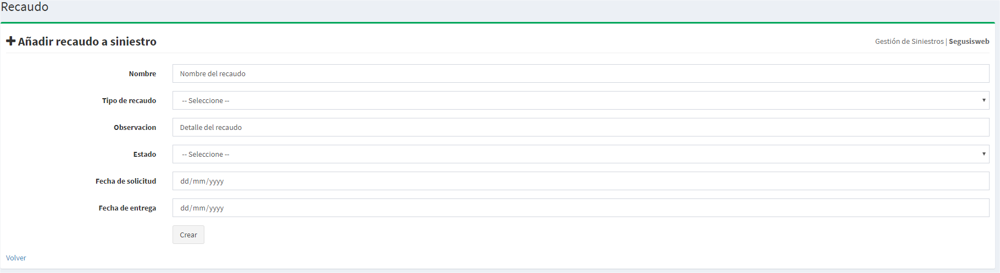 Recaudo
Añadir recaudo a siniestro
Gestión de Siniestros | Segusisweb
Nombre
Nombre del recaudo
Tipo de recaudo
-- Seleccione --
Observacion
Detalle del recaudo
Estado
-- Seleccione --
Fecha de solicitud
dd/mm/yyyy
Fecha de entrega
dd/mm/yyyy
Crear
Volver